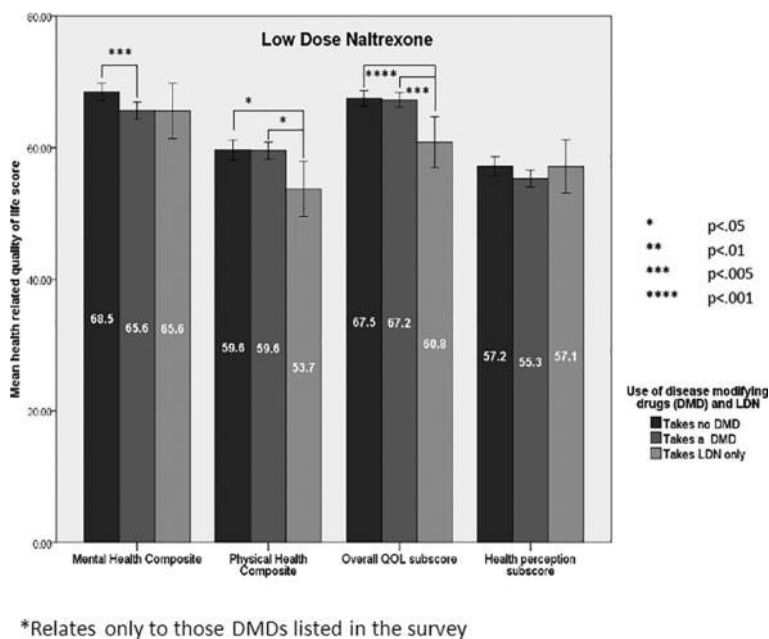 Low Dose Naltrexone
80.00
60.00
40.00
20.00
0.00
Mean health related quality of life score
***
*
*
****
***
68.5
65.6
65.6
59.6
59.6
53.7
67.5
67.2
60.8
57.2
55.3
57.1
Mental Health Composite
Physical Health
Composite
Overall QOL subscore
Health perception
subscore
* p<.05
** p<.01
*** p<.005
**** p<.001
Use of disease modifying
drugs (DMD) and LDN
Takes no DMD
Takes a DMD
Takes LDN only
*Relates only to those DMDs listed in the survey